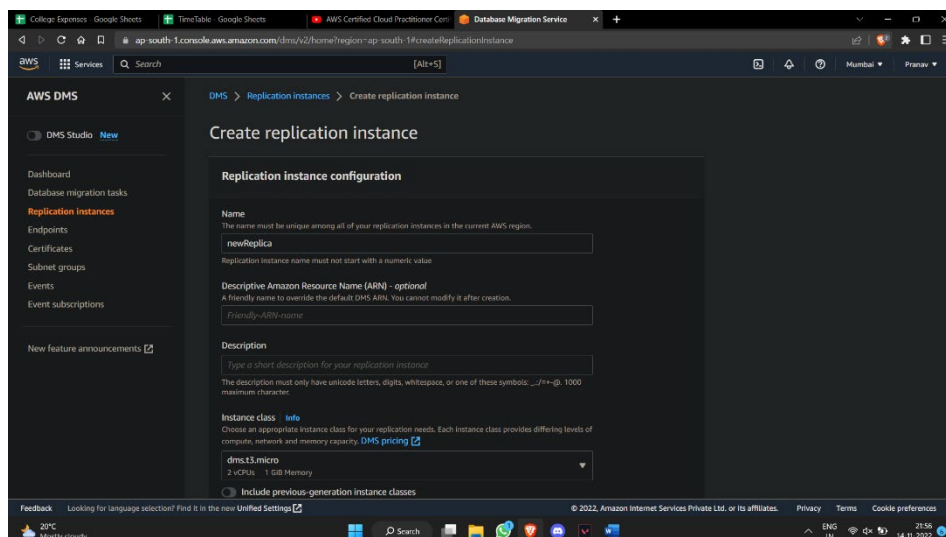 College Expenses - Google Sheets
TimeTable - Google Sheets
AWS Certified Cloud Practitioner Cert
Database Migration Service
ap-south-1.console.aws.amazon.com/dms/v2/home?region=ap-south-1#createReplicationInstance
aws
Services
Search
[Alt+S]
Mumbai
Pranav
AWS DMS
DMS Studio New
Dashboard
Database migration tasks
Replication instances
Endpoints
Certificates
Subnet groups
Events
Event subscriptions
New feature announcements
DMS > Replication instances > Create replication instance
Create replication instance
Replication instance configuration
Name
The name must be unique among all of your replication instances in the current AWS region.
newReplica
Replication instance name must not start with a numeric value
Descriptive Amazon Resource Name (ARN) - optional
A friendly name to override the default DMS ARN. You cannot modify it after creation.
Friendly-ARN-name
Description
Type a short description for your replication instance
The description must only have unicode letters, digits, whitespace, or one of these symbols: _.:/=+-@. 1000
maximum character.
Instance class Info
Choose an appropriate instance class for your replication needs. Each instance class provides differing levels of
compute, network and memory capacity. DMS pricing
dms.t3.micro
2 vCPUs 1 GiB Memory
Include previous-generation instance classes
Feedback Looking for language selection? Find it in the new Unified Settings
© 2022, Amazon Internet Services Private Ltd. or its affiliates. Privacy Terms Cookie preferences
20°C
Mostly cloudy
Search
ENG
IN
21:56
14-11-2022